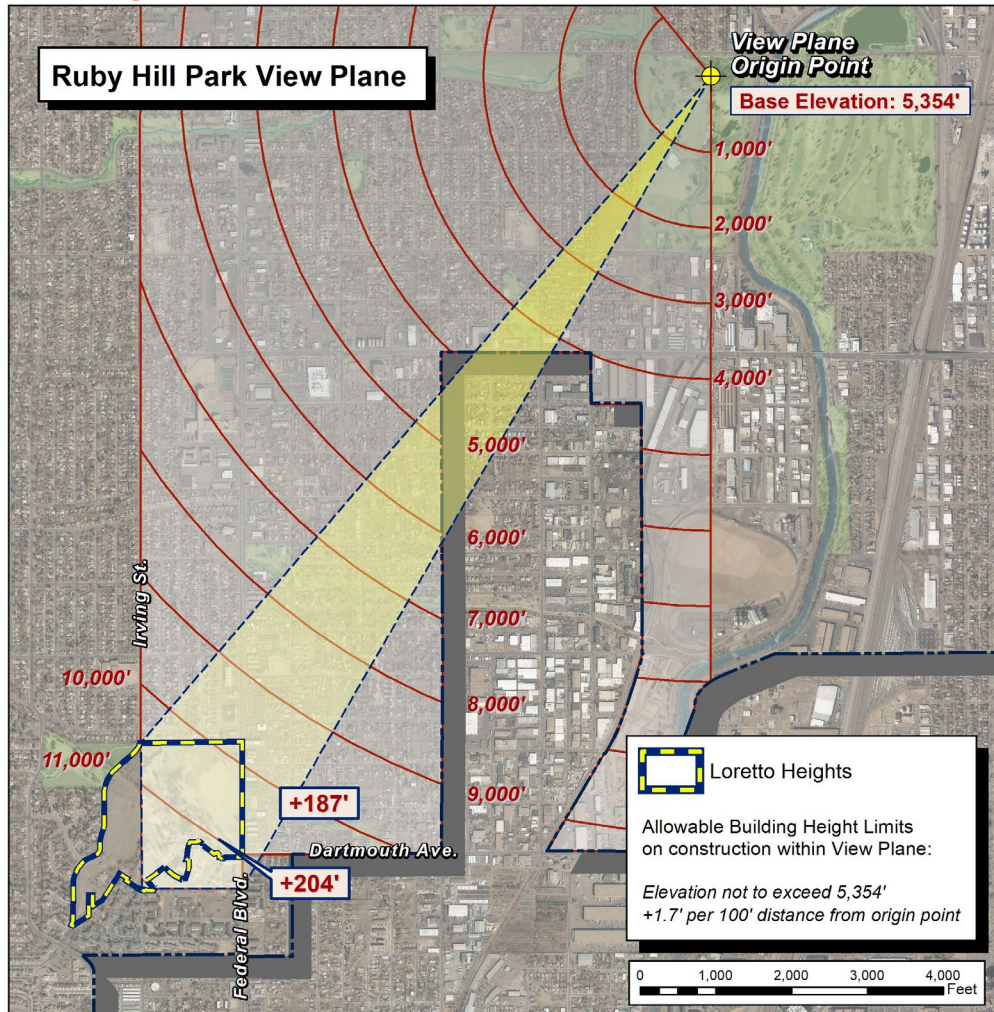 Ruby Hill Park View Plane
View Plane
Origin Point
Base Elevation: 5,354'
1,000'
2,000'
3,000'
4,000'
5,000'
6,000'
7,000'
8,000'
9,000'
10,000'
11,000'
Irving St.
+187'
Dartmouth Ave.
+204'
Federal Blvd.
Loretto Heights
Allowable Building Height Limits
on construction within View Plane:
Elevation not to exceed 5,354'
+1.7' per 100' distance from origin point
0 1,000 2,000 3,000 4,000
Feet